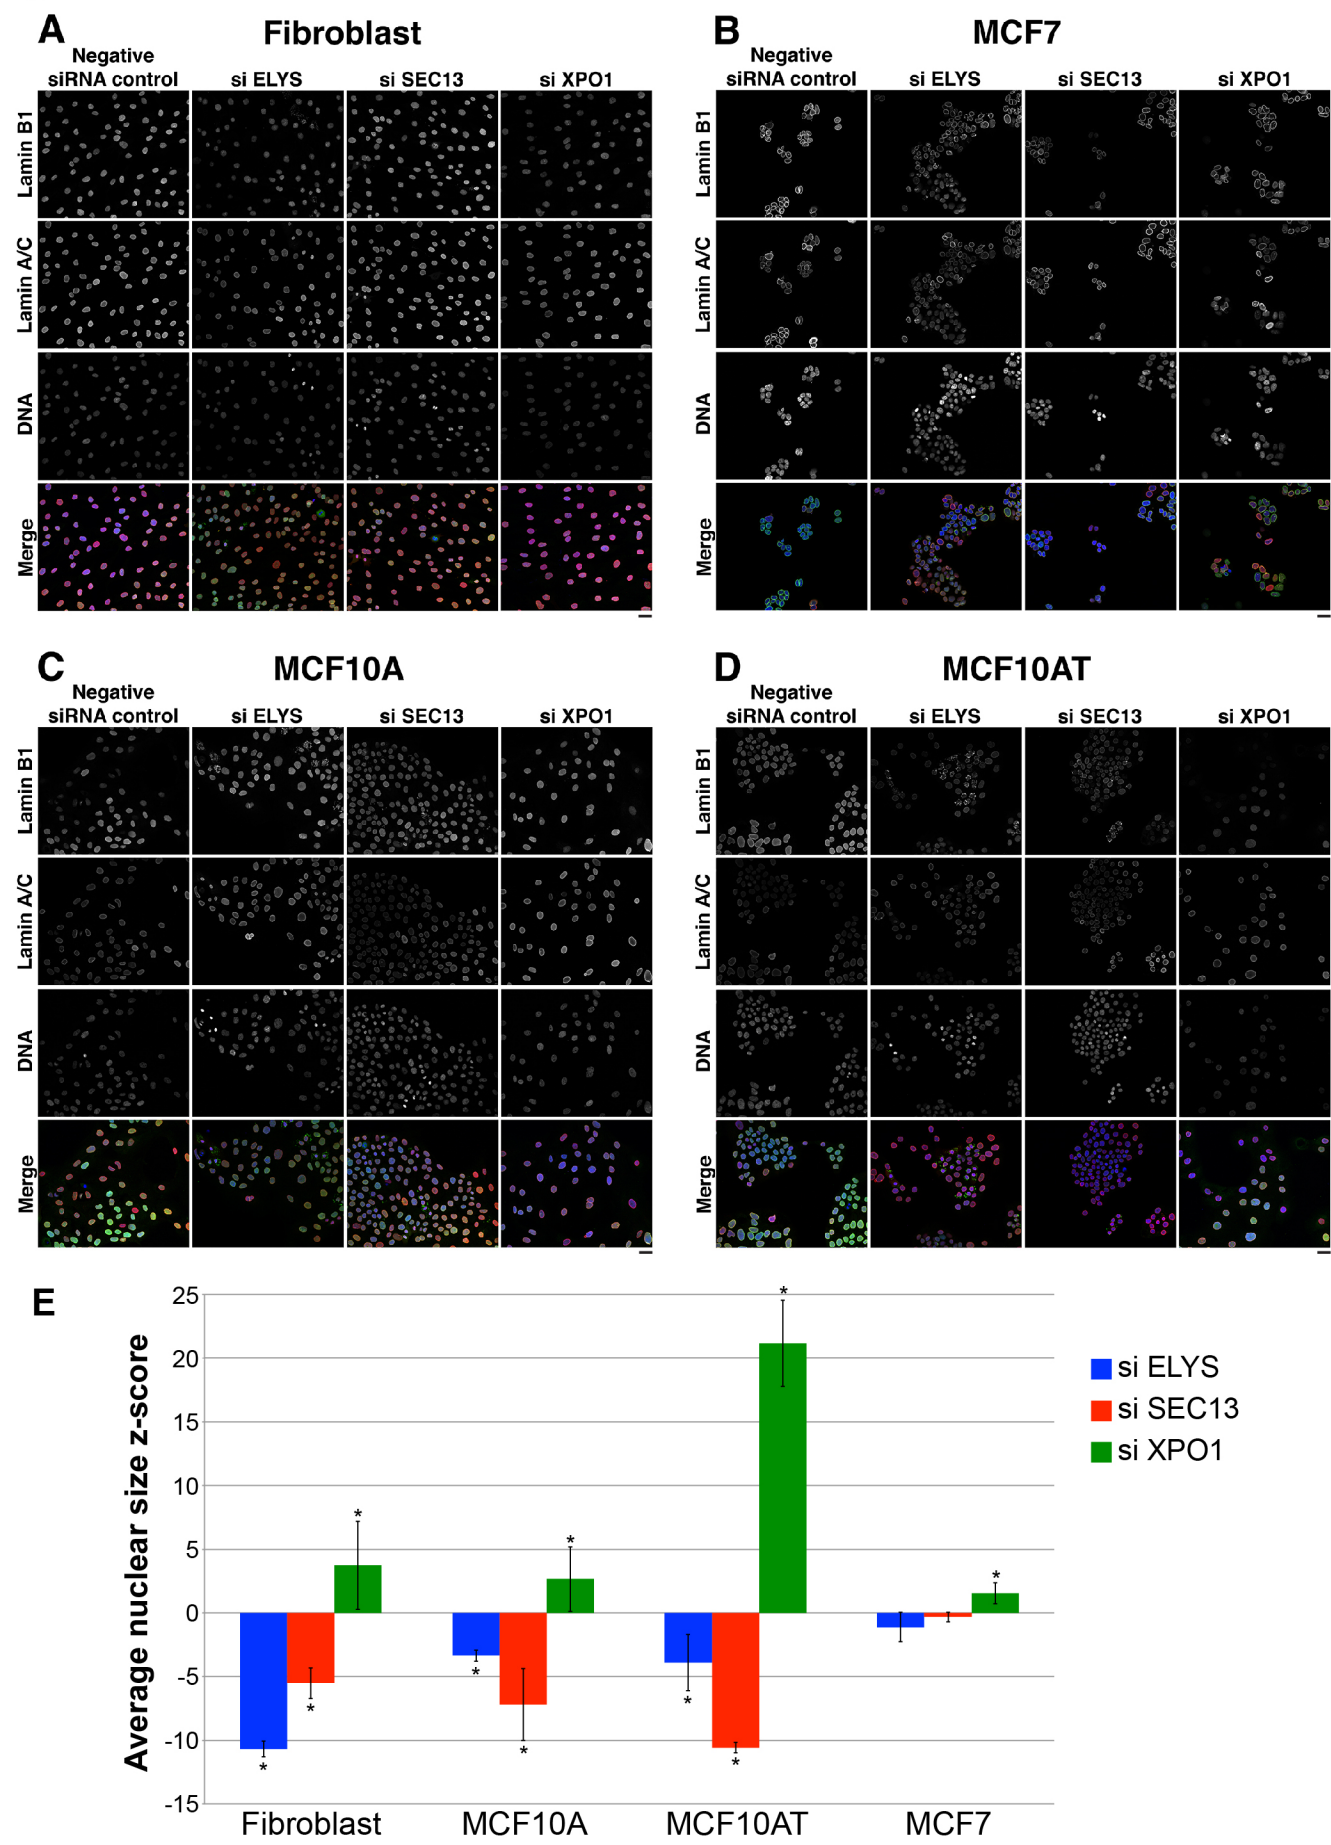 A
Fibroblast
Negative
siRNA control
si ELYS
si SEC13
si XPO1
Lamin B1
Lamin A/C
DNA
Merge
B
MCF7
Negative
siRNA control
si ELYS
si SEC13
si XPO1
Lamin B1
Lamin A/C
DNA
Merge
C
MCF10A
Negative
siRNA control
si ELYS
si SEC13
si XPO1
Lamin B1
Lamin A/C
DNA
Merge
D
MCF10AT
Negative
siRNA control
si ELYS
si SEC13
si XPO1
Lamin B1
Lamin A/C
DNA
Merge
E
Average nuclear size z-score
25
20
15
10
5
0
-5
-10
-15
* * *
* * *
* * *
*
Fibroblast
MCF10A
MCF10AT
MCF7
si ELYS
si SEC13
si XPO1